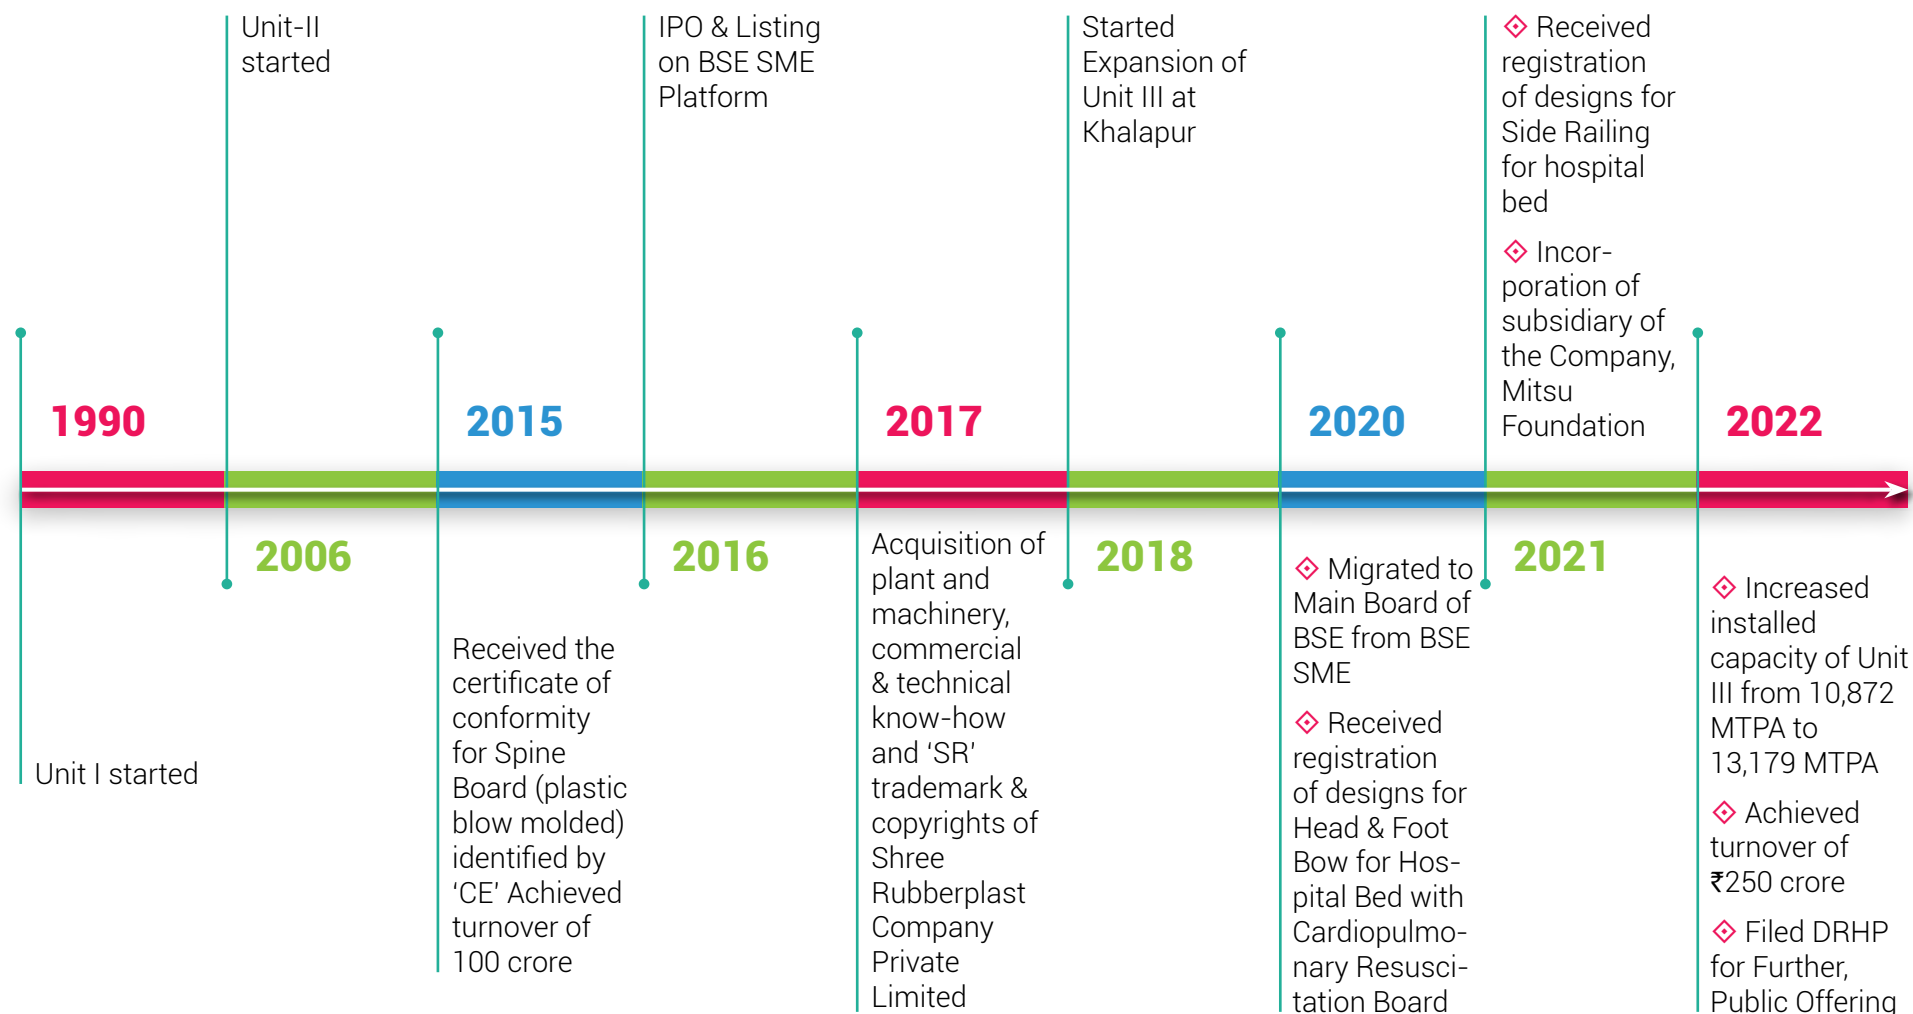 1990
Unit I started
Unit-II
started
2006
2015
Received the
certificate of
conformity
for Spine
Board (plastic
blow molded)
identified by
‘CE’ Achieved
turnover of
100 crore
IPO & Listing
on BSE SME
Platform
2016
2017
Acquisition of
plant and
machinery,
commercial
& technical
know-how
and ‘SR’
trademark &
copyrights of
Shree
Rubberplast
Company
Private
Limited
Started
Expansion of
Unit III at
Khalapur
2018
2020
Migrated to
Main Board of
BSE from BSE
SME
Received
registration
of designs for
Head & Foot
Bow for Hos-
pital Bed with
Cardiopulmo-
nary Resusci-
tation Board
Received
registration
of designs for
Side Railing
for hospital
bed
Incor-
poration of
subsidiary of
the Company,
Mitsu
Foundation
2021
2022
Increased
installed
capacity of Unit
III from 10,872
MTPA to
13,179 MTPA
Achieved
turnover of
₹250 crore
Filed DRHP
for Further,
Public Offering